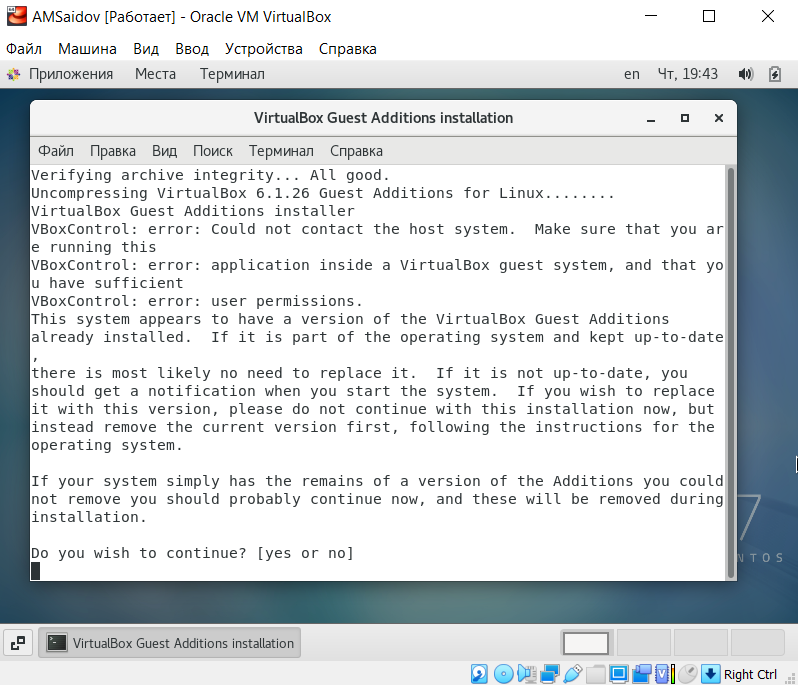 AMSaidov [Работает] - Oracle VM VirtualBox
Файл Машина Вид Ввод Устройства Справка
Приложения Места Терминал en Чт, 19:43
VirtualBox Guest Additions installation
Файл Правка Вид Поиск Терминал Справка
Verifying archive integrity... All good.
Uncompressing VirtualBox 6.1.26 Guest Additions for Linux........
VirtualBox Guest Additions installer
VBoxControl: error: Could not contact the host system.  Make sure that you ar
e running this
VBoxControl: error: application inside a VirtualBox guest system, and that yo
u have sufficient
VBoxControl: error: user permissions.
This system appears to have a version of the VirtualBox Guest Additions
already installed.  If it is part of the operating system and kept up-to-date
,
there is most likely no need to replace it.  If it is not up-to-date, you
should get a notification when you start the system.  If you wish to replace
it with this version, please do not continue with this installation now, but
instead remove the current version first, following the instructions for the
operating system.
If your system simply has the remains of a version of the Additions you could
not remove you should probably continue now, and these will be removed during
installation.
Do you wish to continue? [yes or no]
7
NTOS
VirtualBox Guest Additions installation
Right Ctrl